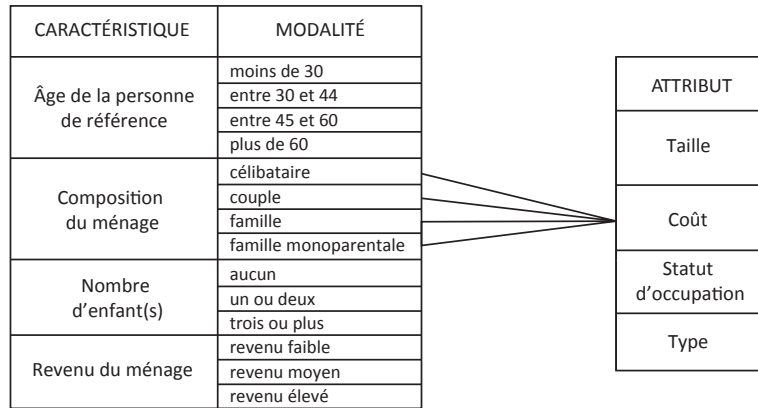 CARACTÉRISTIQUE
MODALITÉ
Âge de la personne
de référence
moins de 30
entre 30 et 44
entre 45 et 60
plus de 60
Composition
du ménage
célibataire
couple
famille
famille monoparentale
Nombre
d'enfant(s)
aucun
un ou deux
trois ou plus
Revenu du ménage
revenu faible
revenu moyen
revenu élevé
ATTRIBUT
Taille
Coût
Statut
d'occupation
Type